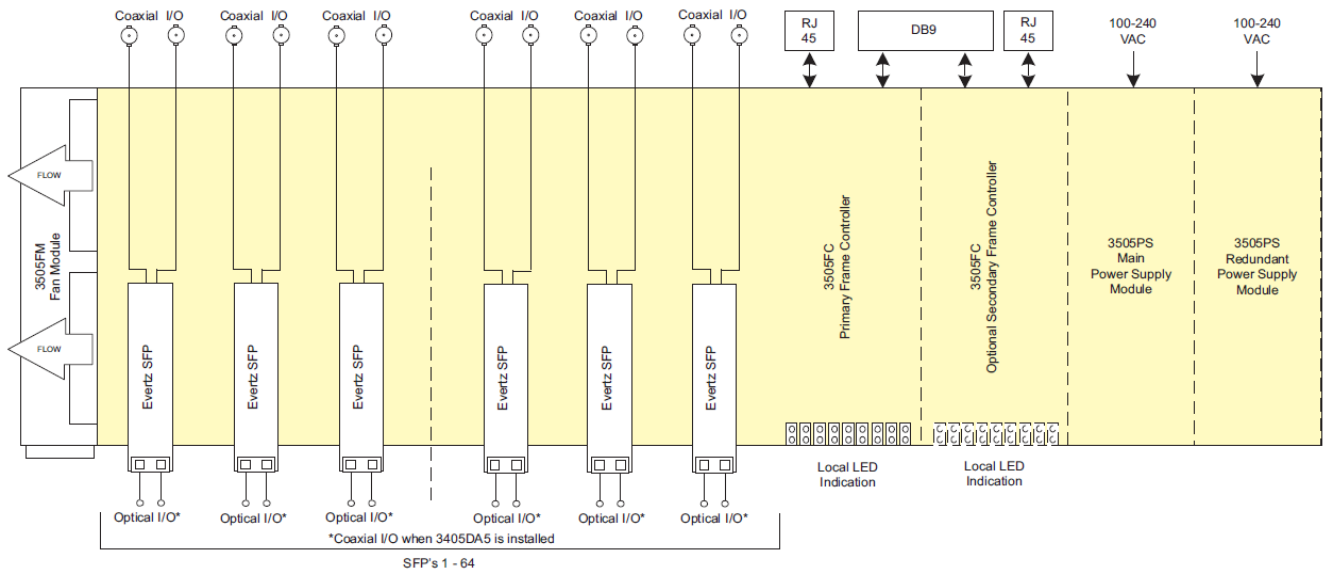 Coaxial I/O
Coaxial I/O
Coaxial I/O
Coaxial I/O
Coaxial I/O
Coaxial I/O
RJ
45
DB9
RJ
45
100-240
VAC
100-240
VAC
FLOW
FLOW
3505FM
Fan Module
Evertz SFP
Evertz SFP
Evertz SFP
Evertz SFP
Evertz SFP
Evertz SFP
3505FC
Primary Frame Controller
3505FC
Optional Secondary Frame Controller
3505PS
Main
Power Supply
Module
3505PS
Redundant
Power Supply
Module
Local LED
Indication
Local LED
Indication
Optical I/O*
Optical I/O*
Optical I/O*
Optical I/O*
Optical I/O*
Optical I/O*
*Coaxial I/O when 3405DA5 is installed
SFP's 1 - 64